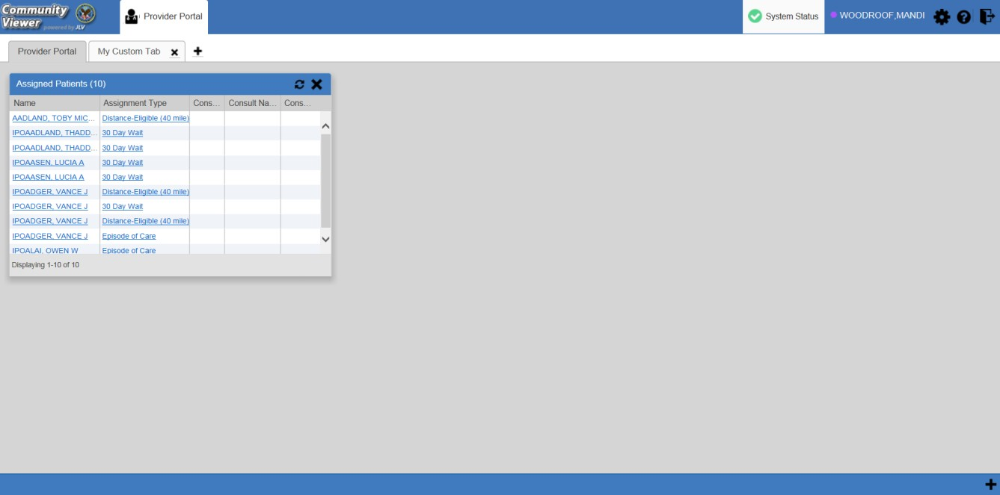 Community
Viewer powered by JLV
Provider Portal
System Status
WOODROOF,MANDI
Provider Portal
My Custom Tab
Assigned Patients (10)
Name Assignment Type Cons... Consult Na... Cons...
AADLAND, TOBY MIC... Distance-Eligible (40 mile)
IPOAADLAND, THADD... 30 Day Wait
IPOAADLAND, THADD... 30 Day Wait
IPOAASEN, LUCIA A 30 Day Wait
IPOAASEN, LUCIA A 30 Day Wait
IPOADGER, VANCE J Distance-Eligible (40 mile)
IPOADGER, VANCE J 30 Day Wait
IPOADGER, VANCE J Distance-Eligible (40 mile)
IPOADGER, VANCE J Episode of Care
IPOALAI, OWEN W Episode of Care
Displaying 1-10 of 10